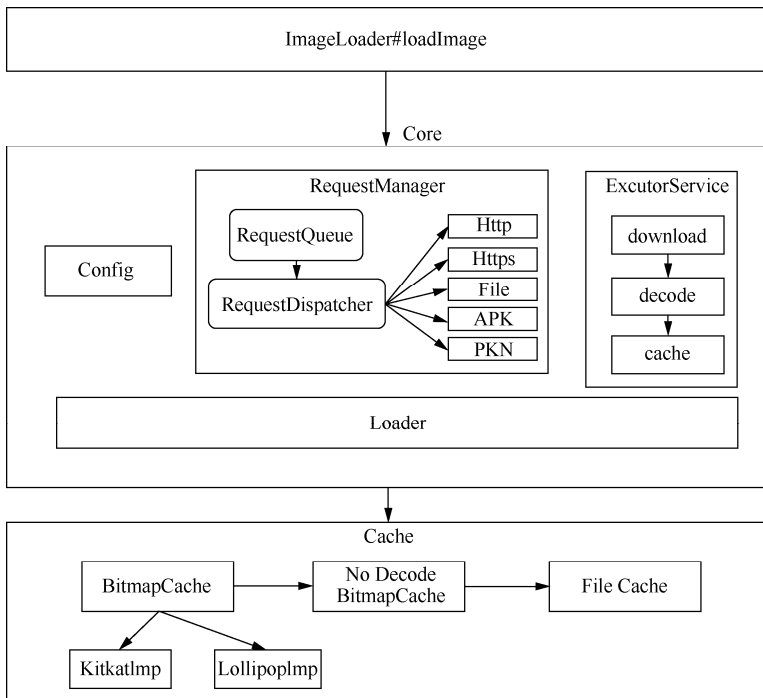 ImageLoader#loadImage
Core
RequestManager
RequestQueue
RequestDispatcher
Http
Https
File
APK
PKN
Config
ExcutorService
download
decode
cache
Loader
Cache
BitmapCache
No Decode
BitmapCache
File Cache
KitkatImp
LollipopImp